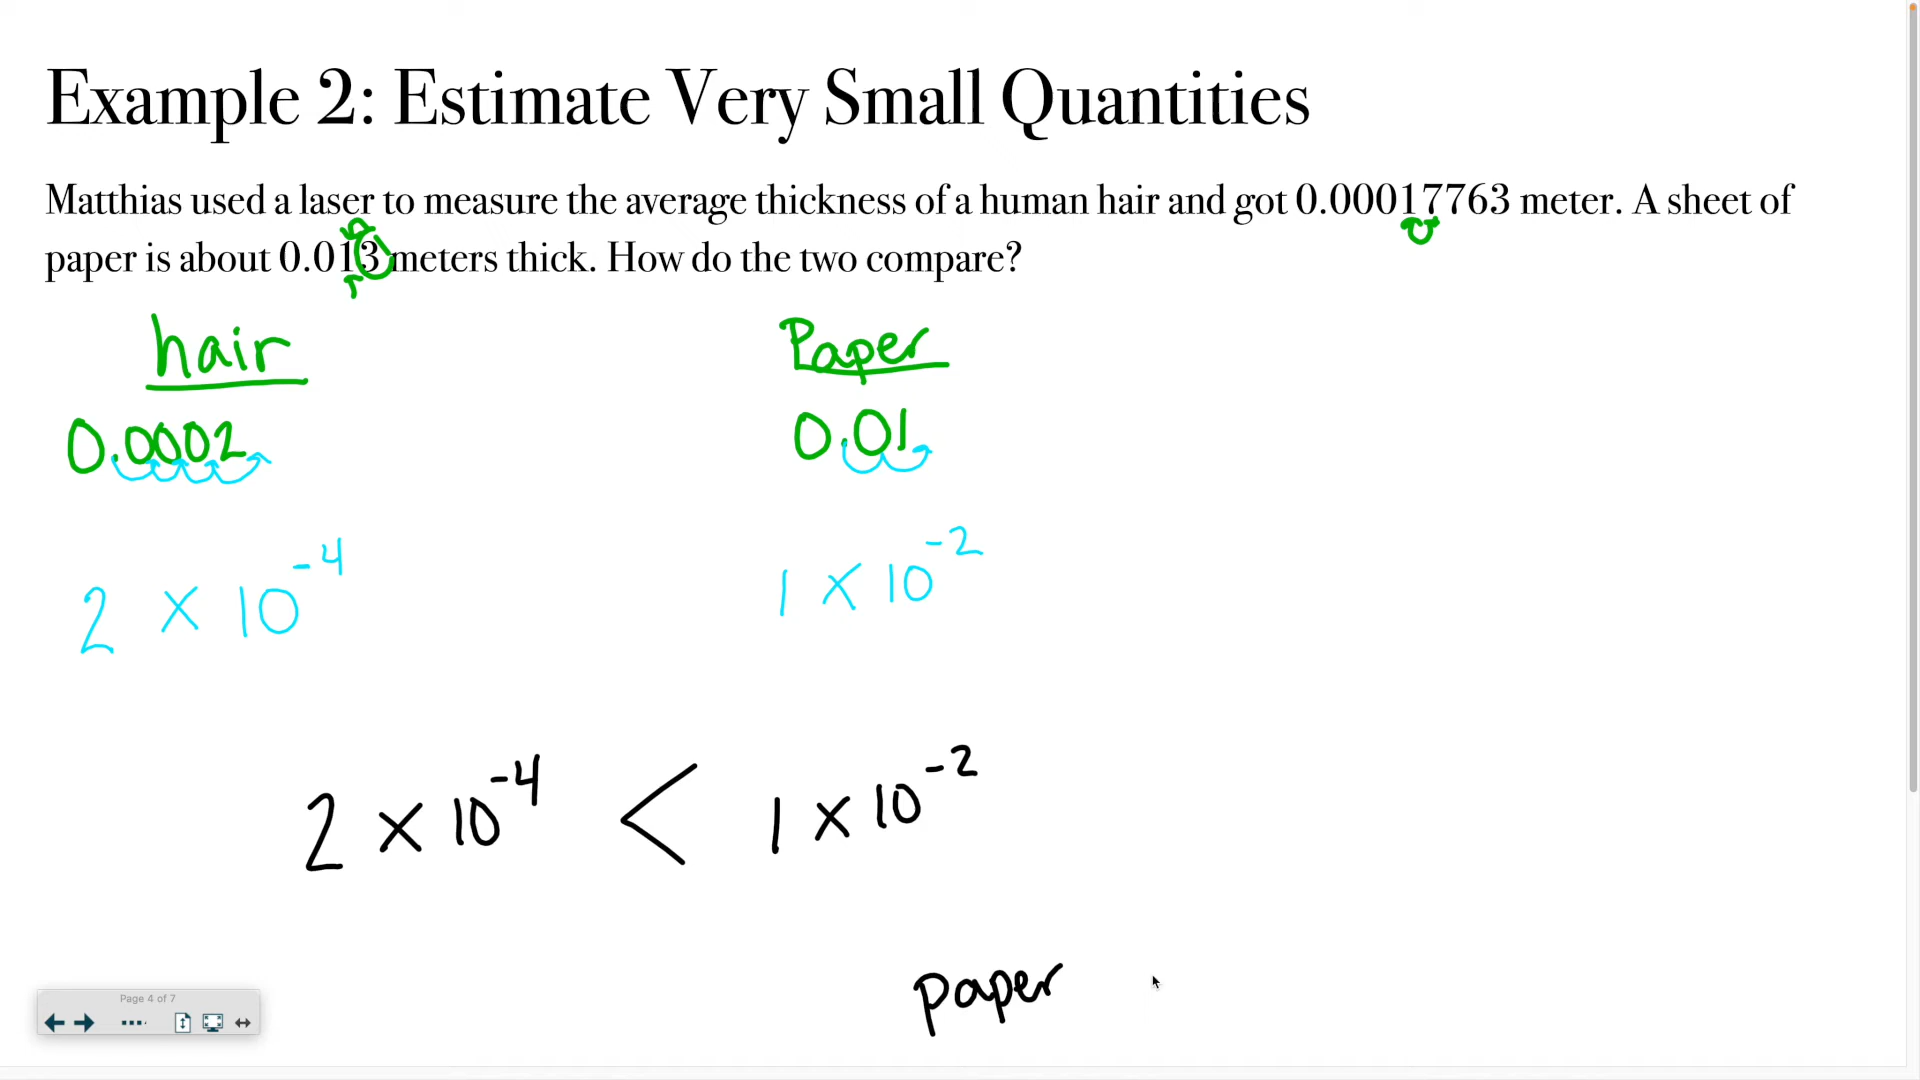 Example 2: Estimate Very Small Quantities
Matthias used a laser to measure the average thickness of a human hair and got 0.00017763 meter. A sheet of
paper is about 0.013 meters thick. How do the two compare?
hair Paper
0.0002 0.01
2 × 10⁻⁴ 1 × 10⁻²
2 × 10⁻⁴ < 1 × 10⁻²
paper
Page 4 of 7